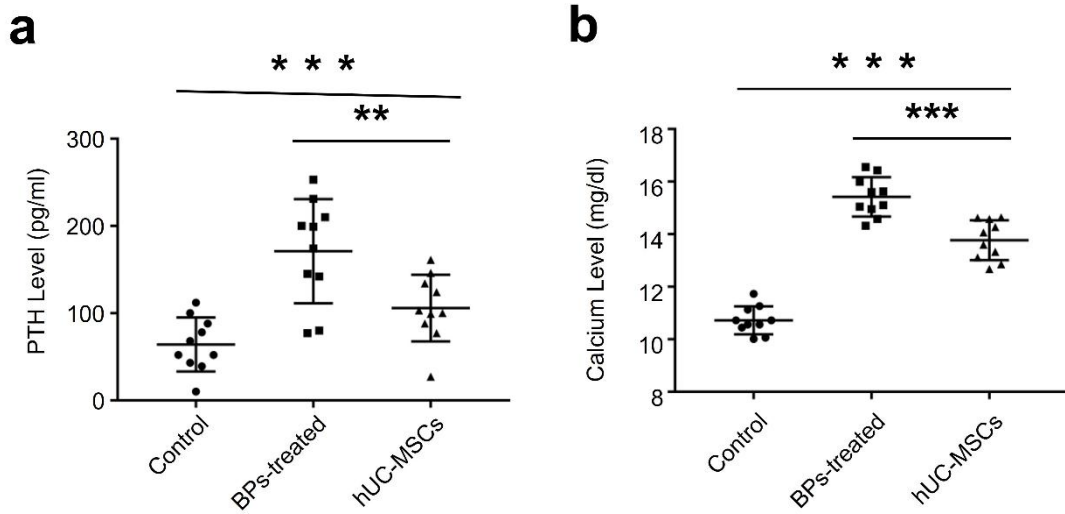 a
* * *
**
300
200
100
0
PTH Level (pg/ml)
Control
BPs-treated
hUC-MSCs
b
* * *
***
18
16
14
12
10
8
Calcium Level (mg/dl)
Control
BPs-treated
hUC-MSCs